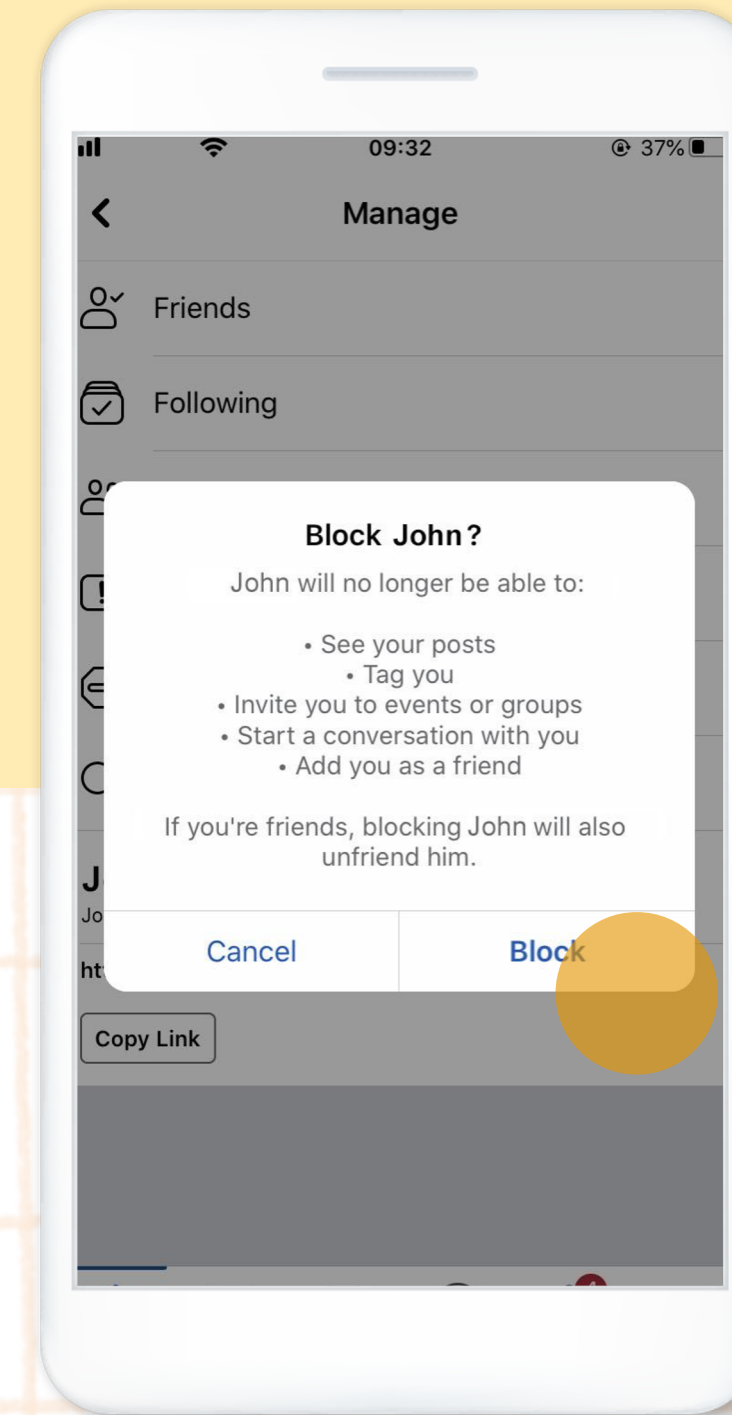 09:32
37%
Manage
Friends
Following
Block John?
John will no longer be able to:
• See your posts
• Tag you
• Invite you to events or groups
• Start a conversation with you
• Add you as a friend
If you're friends, blocking John will also
unfriend him.
Cancel Block
Copy Link